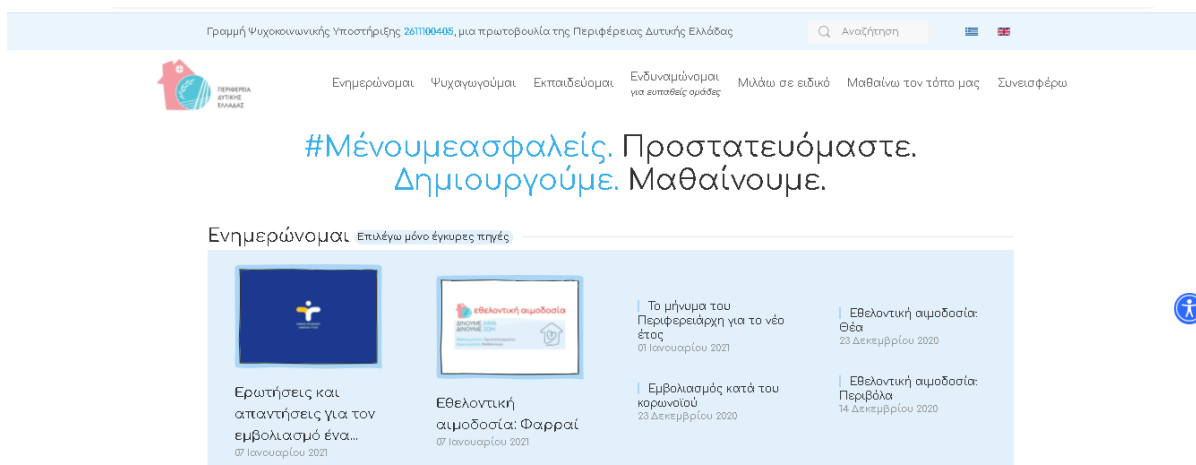 Γραμμή Ψυχοκοινωνικής Υποστήριξης 2611100405, μια πρωτοβουλία της Περιφέρειας Δυτικής Ελλάδας
Αναζήτηση
ΠΕΡΙΦΕΡΕΙΑ
ΔΥΤΙΚΗΣ
ΕΛΛΑΔΑΣ
Ενημερώνομαι
Ψυχαγωγούμαι
Εκπαιδεύομαι
Ενδυναμώνομαι
για ευπαθείς ομάδες
Μιλάω σε ειδικό
Μαθαίνω τον τόπο μας
Συνεισφέρω
#Μένουμεασφαλείς. Προστατευόμαστε.
Δημιουργούμε. Μαθαίνουμε.
Ενημερώνομαι Επιλέγω μόνο έγκυρες πηγές
Ερωτήσεις και
απαντήσεις για τον
εμβολιασμό ένα...
07 Ιανουαρίου 2021
εθελοντική αιμοδοσία
ΔΙΝΟΥΜΕ ΑΙΜΑ
ΔΙΝΟΥΜΕ ΖΩΗ
Εθελοντική
αιμοδοσία: Φαρραί
07 Ιανουαρίου 2021
Το μήνυμα του
Περιφερειάρχη για το νέο
έτος
01 Ιανουαρίου 2021
Εμβολιασμός κατά του
κορωνοϊού
23 Δεκεμβρίου 2020
Εθελοντική αιμοδοσία:
Θέα
23 Δεκεμβρίου 2020
Εθελοντική αιμοδοσία:
Περιβόλα
14 Δεκεμβρίου 2020